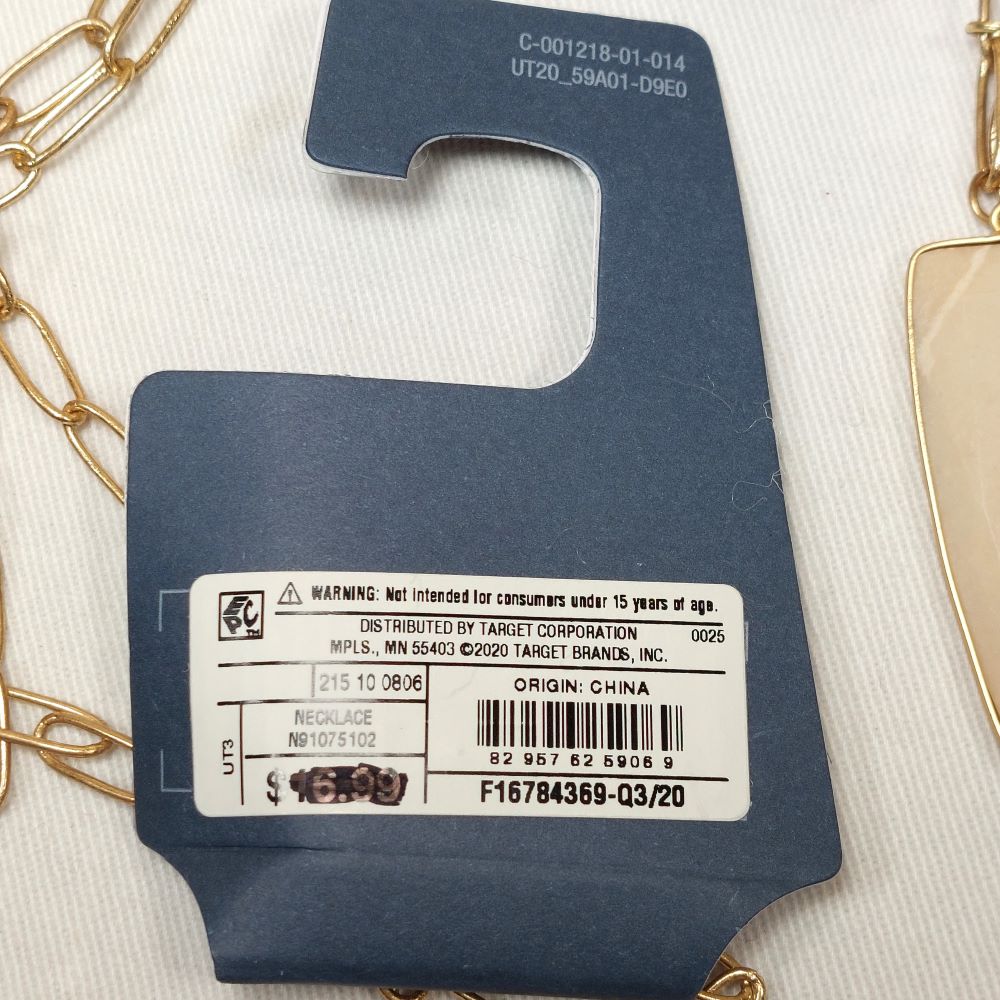 C-001218-01-014
UT20_59A01-D9E0
EPC™
WARNING: Not intended for consumers under 15 years of age.
DISTRIBUTED BY TARGET CORPORATION
0025
MPLS., MN 55403 ©2020 TARGET BRANDS, INC.
215 10 0806
ORIGIN: CHINA
NECKLACE
N91075102
UT3
82 957 62 5906 9
$16.99
F16784369-Q3/20